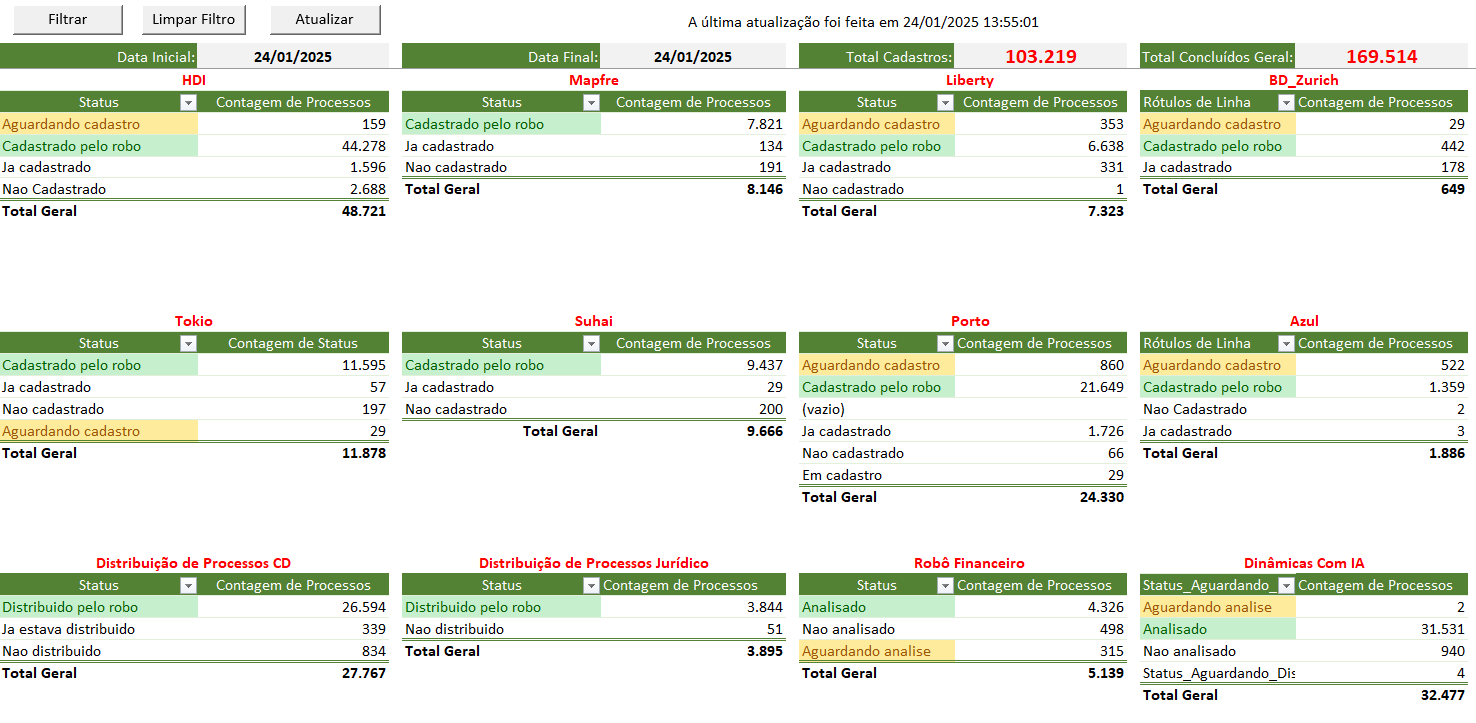 Filtrar Limpar Filtro Atualizar A última atualização foi feita em 24/01/2025 13:55:01
Data Inicial: 24/01/2025 Data Final: 24/01/2025 Total Cadastros: 103.219 Total Concluídos Geral: 169.514
HDI
Status Contagem de Processos
Aguardando cadastro 159
Cadastrado pelo robo 44.278
Ja cadastrado 1.596
Nao Cadastrado 2.688
Total Geral 48.721
Mapfre
Status Contagem de Processos
Cadastrado pelo robo 7.821
Ja cadastrado 134
Nao cadastrado 191
Total Geral 8.146
Liberty
Status Contagem de Processos
Aguardando cadastro 353
Cadastrado pelo robo 6.638
Ja cadastrado 331
Nao cadastrado 1
Total Geral 7.323
BD_Zurich
Rótulos de Linha Contagem de Processos
Aguardando cadastro 29
Cadastrado pelo robo 442
Ja cadastrado 178
Total Geral 649
Tokio
Status Contagem de Status
Cadastrado pelo robo 11.595
Ja cadastrado 57
Nao cadastrado 197
Aguardando cadastro 29
Total Geral 11.878
Suhai
Status Contagem de Processos
Cadastrado pelo robo 9.437
Ja cadastrado 29
Nao cadastrado 200
Total Geral 9.666
Porto
Status Contagem de Processos
Aguardando cadastro 860
Cadastrado pelo robo 21.649
(vazio)
Ja cadastrado 1.726
Nao cadastrado 66
Em cadastro 29
Total Geral 24.330
Azul
Rótulos de Linha Contagem de Processos
Aguardando cadastro 522
Cadastrado pelo robo 1.359
Nao Cadastrado 2
Ja cadastrado 3
Total Geral 1.886
Distribuição de Processos CD
Status Contagem de Processos
Distribuido pelo robo 26.594
Ja estava distribuido 339
Nao distribuido 834
Total Geral 27.767
Distribuição de Processos Jurídico
Status Contagem de Processos
Distribuido pelo robo 3.844
Nao distribuido 51
Total Geral 3.895
Robô Financeiro
Status Contagem de Processos
Analisado 4.326
Nao analisado 498
Aguardando analise 315
Total Geral 5.139
Dinâmicas Com IA
Status_Aguardando_ Contagem de Processos
Aguardando analise 2
Analisado 31.531
Nao analisado 940
Status_Aguardando_Dis 4
Total Geral 32.477